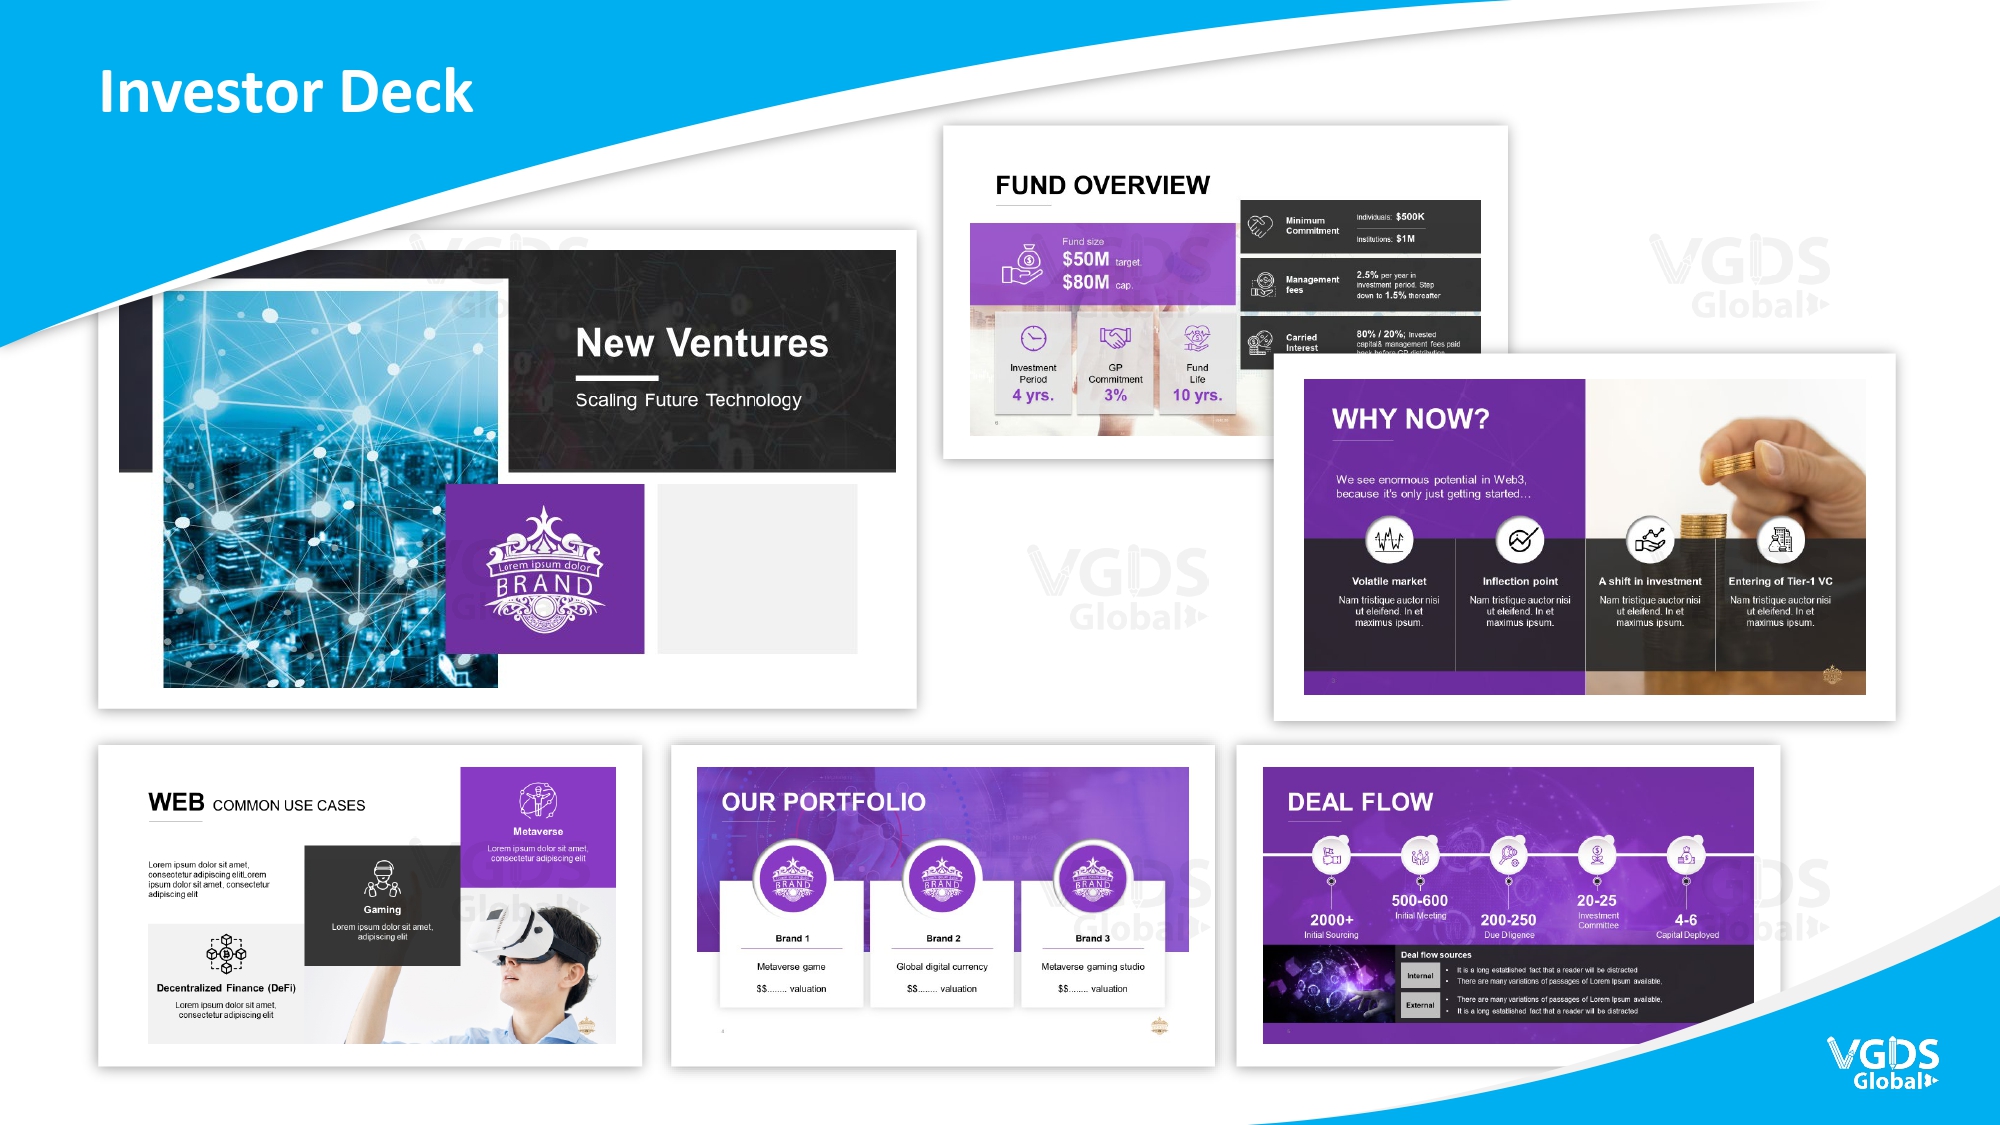 Investor Deck
New Ventures
Scaling Future Technology
Lorem ipsum dolor
BRAND
FUND OVERVIEW
Fund size
$50M target.
$80M cap.
Investment
Period
4 yrs.
GP
Commitment
3%
Fund
Life
10 yrs.
Minimum
Commitment
Individuals: $500K
Institutions: $1M
Management
fees
2.5% per year in
investment period. Step
down to 1.5% thereafter
Carried
Interest
80% / 20%; Invested
capital& management fees paid
WHY NOW?
We see enormous potential in Web3,
because it's only just getting started...
Volatile market
Nam tristique auctor nisi
ut eleifend. In et
maximus ipsum.
Inflection point
Nam tristique auctor nisi
ut eleifend. In et
maximus ipsum.
A shift in investment
Nam tristique auctor nisi
ut eleifend. In et
maximus ipsum.
Entering of Tier-1 VC
Nam tristique auctor nisi
ut eleifend. In et
maximus ipsum.
WEB COMMON USE CASES
Lorem ipsum dolor sit amet,
consectetur adipiscing elitLorem
ipsum dolor sit amet, consectetur
adipiscing elit
Decentralized Finance (DeFi)
Lorem ipsum dolor sit amet,
consectetur adipiscing elit
Gaming
Lorem ipsum dolor sit amet,
adipiscing elit
Metaverse
Lorem ipsum dolor sit amet,
consectetur adipiscing elit
OUR PORTFOLIO
BRAND
BRAND
BRAND
Brand 1
Metaverse game
$$........ valuation
Brand 2
Global digital currency
$$........ valuation
Brand 3
Metaverse gaming studio
$$........ valuation
DEAL FLOW
2000+
Initial Sourcing
500-600
Initial Meeting
200-250
Due Diligence
20-25
Investment
Committee
4-6
Capital Deployed
Deal flow sources
Internal
• It is a long established fact that a reader will be distracted
• There are many variations of passages of Lorem Ipsum available,
External
• There are many variations of passages of Lorem Ipsum available,
• It is a long established fact that a reader will be distracted
VGDS
Global
VGDS
Global
VGDS
Global